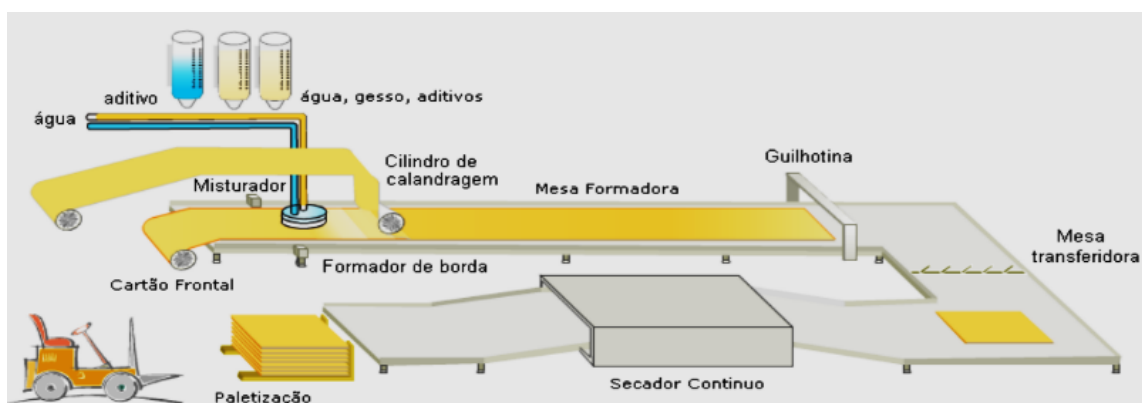 aditivo
água, gesso, aditivos
água
Misturador
Cilindro de
calandragem
Mesa Formadora
Guilhotina
Mesa
transferidora
Formador de borda
Cartão Frontal
Secador Continuo
Paletização